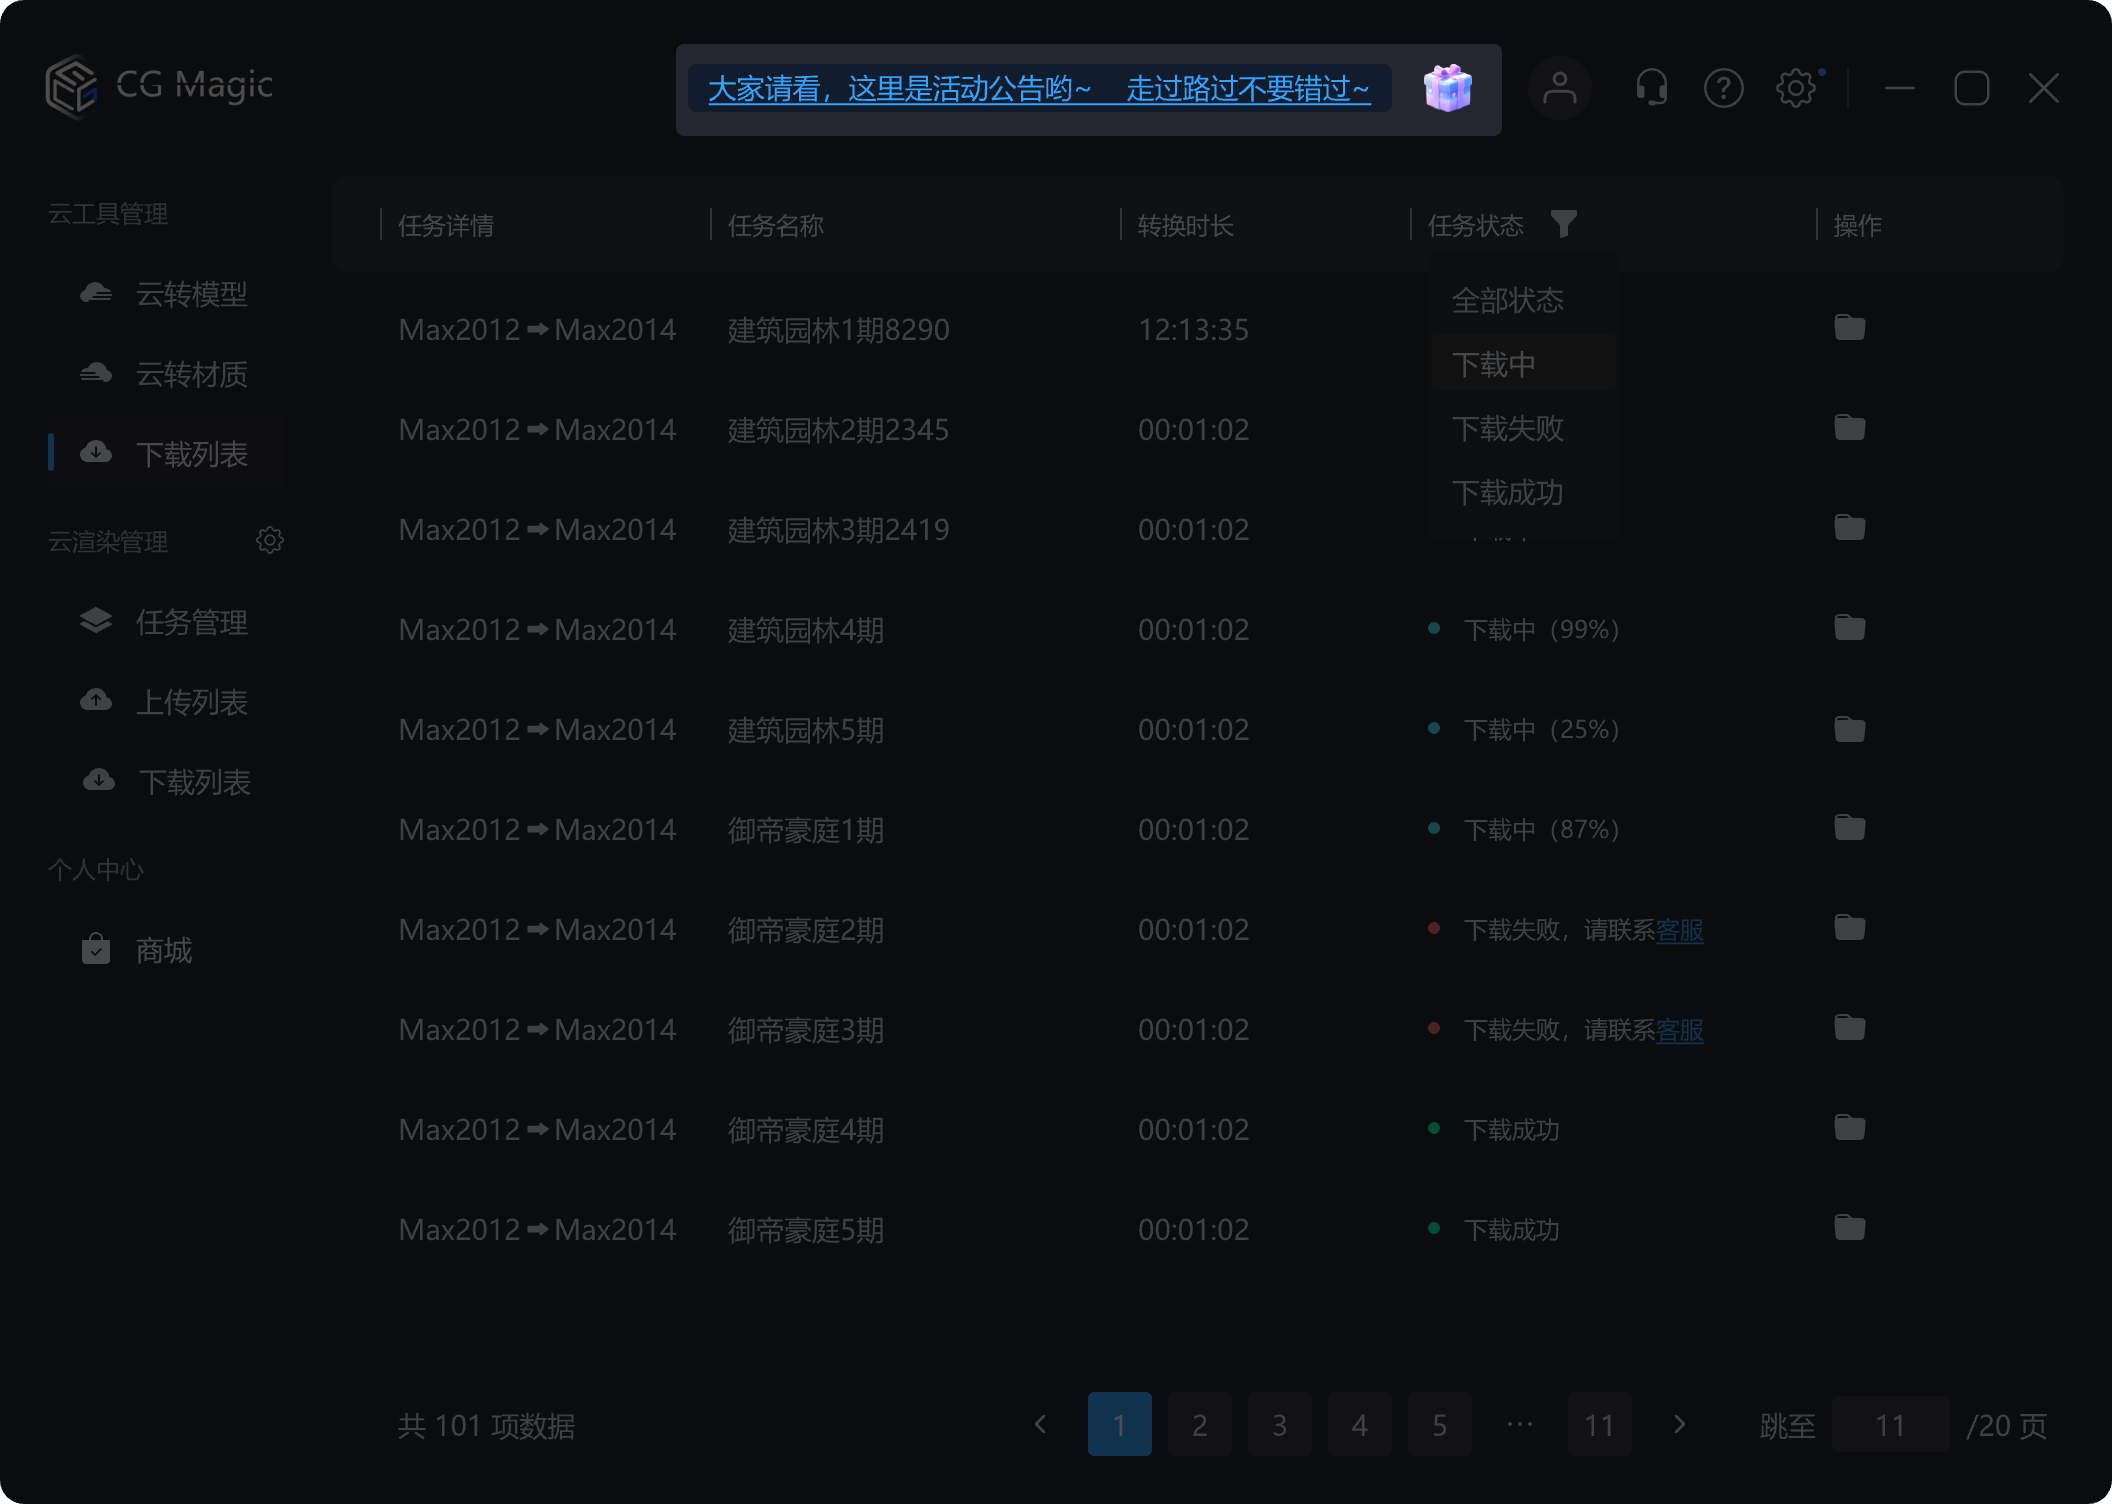 CG Magic
大家请看，这里是活动公告哟~ 走过路过不要错过~
云工具管理
云转模型
云转材质
下载列表
云渲染管理
任务管理
上传列表
下载列表
个人中心
商城
任务详情 任务名称 转换时长 任务状态 操作
全部状态
下载中
下载失败
下载成功
Max2012 Max2014 建筑园林1期8290 12:13:35
Max2012 Max2014 建筑园林2期2345 00:01:02
Max2012 Max2014 建筑园林3期2419 00:01:02
Max2012 Max2014 建筑园林4期 00:01:02 下载中（99%）
Max2012 Max2014 建筑园林5期 00:01:02 下载中（25%）
Max2012 Max2014 御帝豪庭1期 00:01:02 下载中（87%）
Max2012 Max2014 御帝豪庭2期 00:01:02 下载失败，请联系客服
Max2012 Max2014 御帝豪庭3期 00:01:02 下载失败，请联系客服
Max2012 Max2014 御帝豪庭4期 00:01:02 下载成功
Max2012 Max2014 御帝豪庭5期 00:01:02 下载成功
共 101 项数据 1 2 3 4 5 ··· 11 跳至 11 /20 页